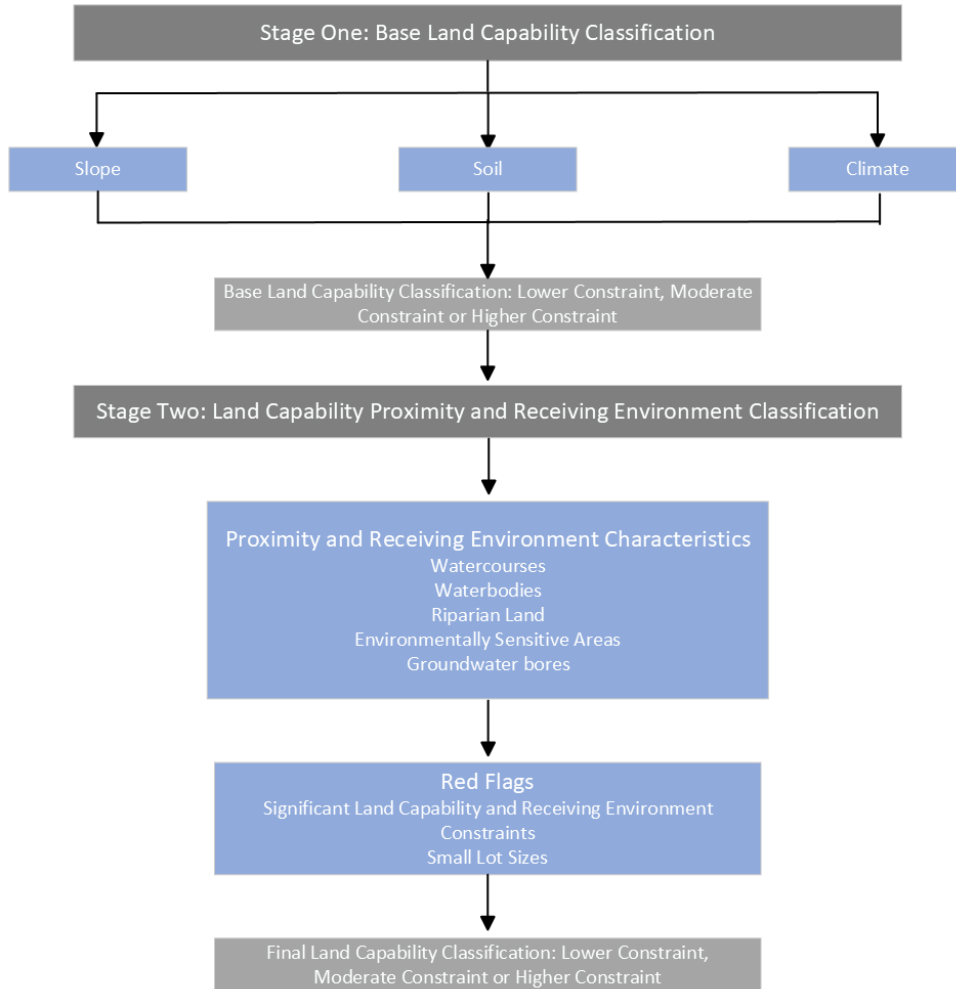 Stage One: Base Land Capability Classification
Slope
Soil
Climate
Base Land Capability Classification: Lower Constraint, Moderate
Constraint or Higher Constraint
Stage Two: Land Capability Proximity and Receiving Environment Classification
Proximity and Receiving Environment Characteristics
Watercourses
Waterbodies
Riparian Land
Environmentally Sensitive Areas
Groundwater bores
Red Flags
Significant Land Capability and Receiving Environment
Constraints
Small Lot Sizes
Final Land Capability Classification: Lower Constraint,
Moderate Constraint or Higher Constraint